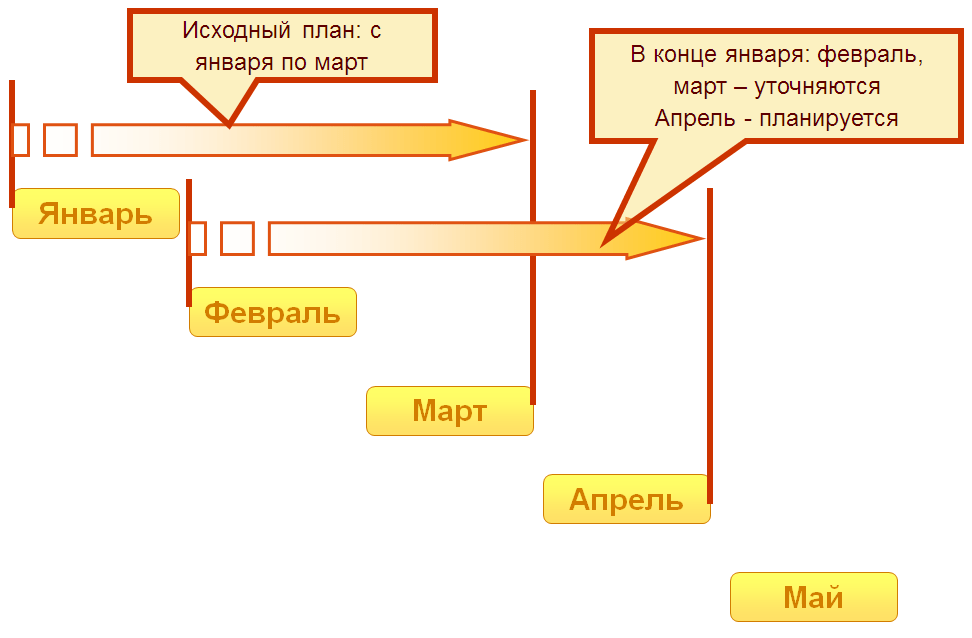 Исходный план: с
января по март
В конце января: февраль,
март – уточняются
Апрель - планируется
Январь
Февраль
Март
Апрель
Май